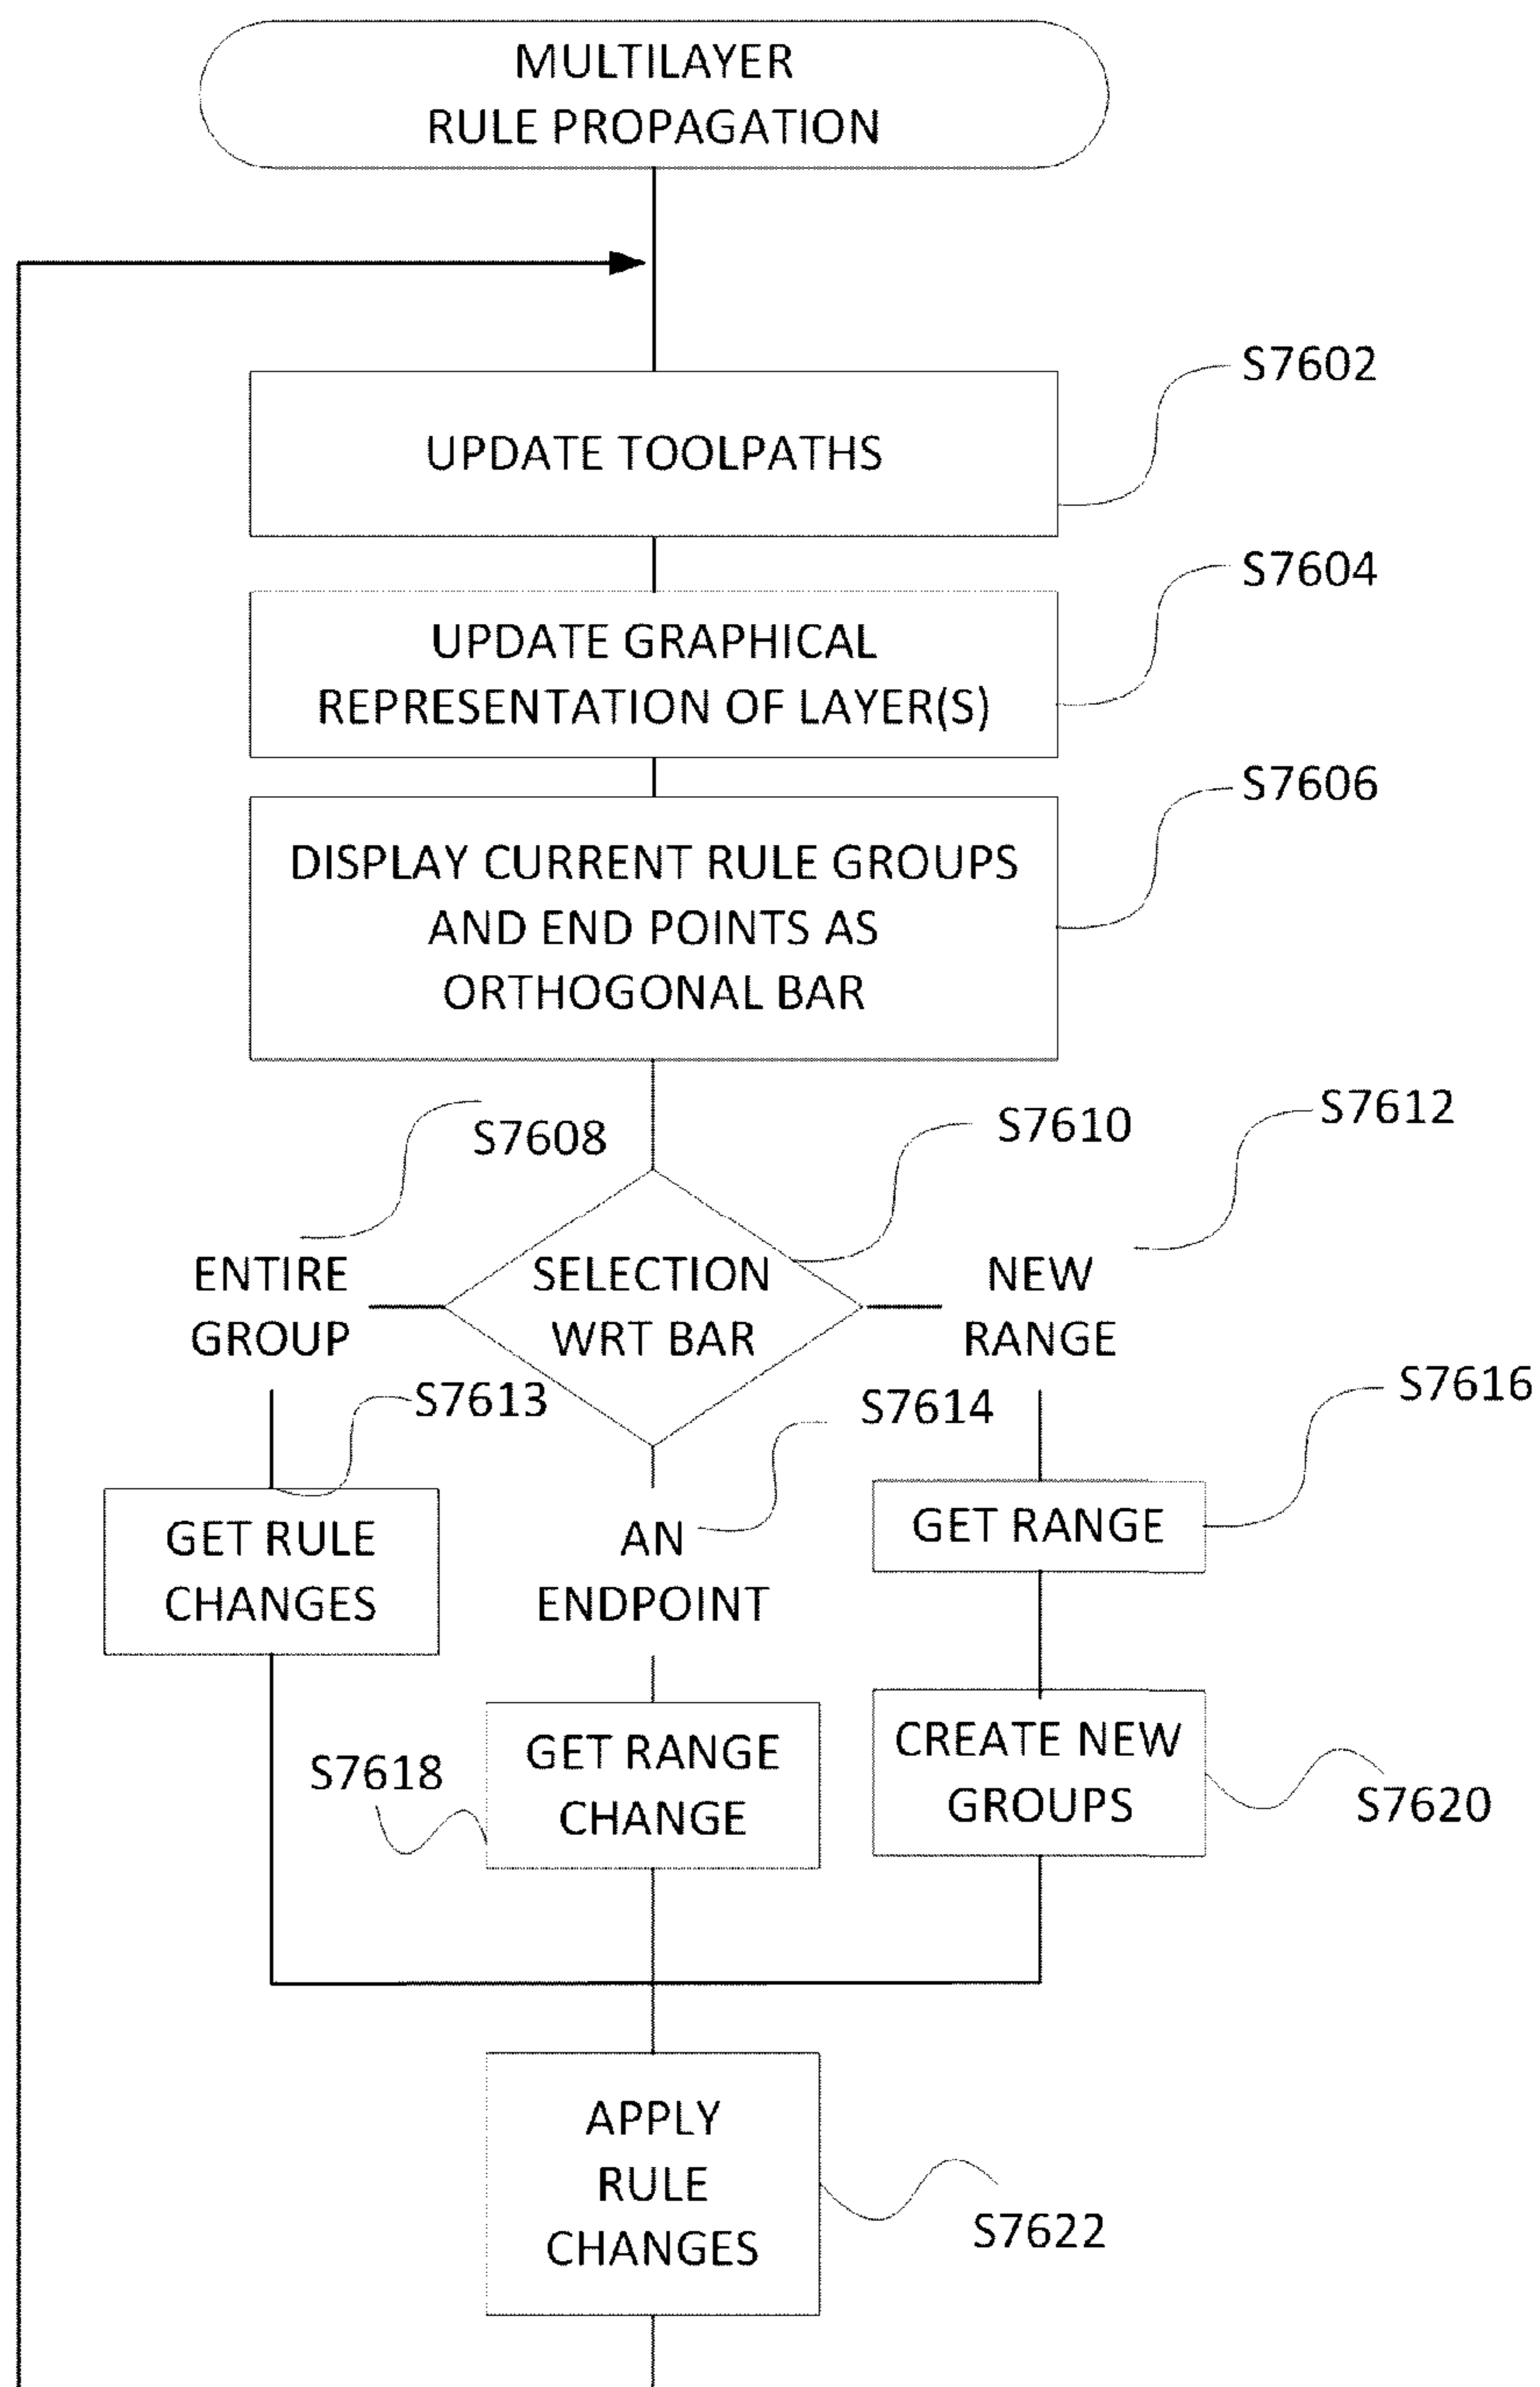 MULTILAYER
RULE PROPAGATION
S7602
UPDATE TOOLPATHS
S7604
UPDATE GRAPHICAL
REPRESENTATION OF LAYER(S)
S7606
DISPLAY CURRENT RULE GROUPS
AND END POINTS AS
ORTHOGONAL BAR
S7608
S7610
S7612
ENTIRE
GROUP
SELECTION
WRT BAR
NEW
RANGE
S7613
S7614
S7616
GET RULE
CHANGES
AN
ENDPOINT
GET RANGE
S7618
GET RANGE
CHANGE
CREATE NEW
GROUPS
S7620
APPLY
RULE
CHANGES
S7622